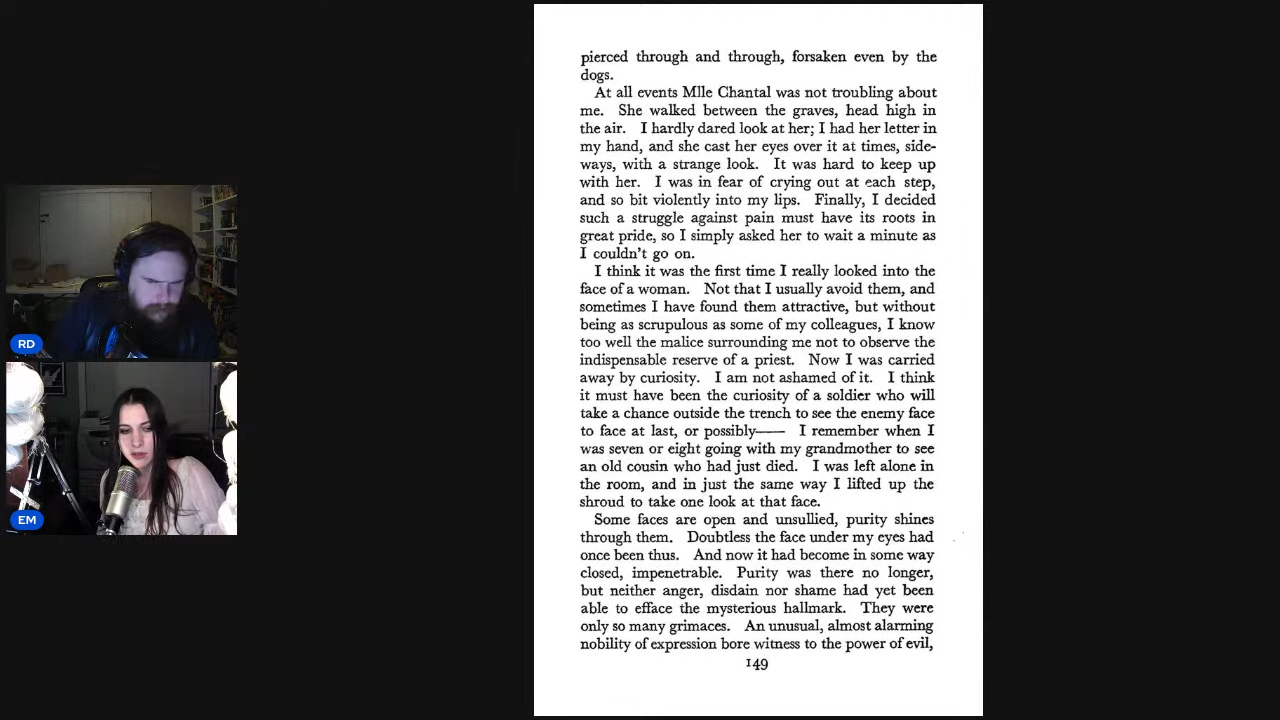 pierced through and through, forsaken even by the
dogs.
At all events Mlle Chantal was not troubling about
me. She walked between the graves, head high in
the air. I hardly dared look at her; I had her letter in
my hand, and she cast her eyes over it at times, side-
ways, with a strange look. It was hard to keep up
with her. I was in fear of crying out at each step,
and so bit violently into my lips. Finally, I decided
such a struggle against pain must have its roots in
great pride, so I simply asked her to wait a minute as
I couldn't go on.
I think it was the first time I really looked into the
face of a woman. Not that I usually avoid them, and
sometimes I have found them attractive, but without
being as scrupulous as some of my colleagues, I know
too well the malice surrounding me not to observe the
indispensable reserve of a priest. Now I was carried
away by curiosity. I am not ashamed of it. I think
it must have been the curiosity of a soldier who will
take a chance outside the trench to see the enemy face
to face at last, or possibly—— I remember when I
was seven or eight going with my grandmother to see
an old cousin who had just died. I was left alone in
the room, and in just the same way I lifted up the
shroud to take one look at that face.
Some faces are open and unsullied, purity shines
through them. Doubtless the face under my eyes had
once been thus. And now it had become in some way
closed, impenetrable. Purity was there no longer,
but neither anger, disdain nor shame had yet been
able to efface the mysterious hallmark. They were
only so many grimaces. An unusual, almost alarming
nobility of expression bore witness to the power of evil,
149
RD
EM